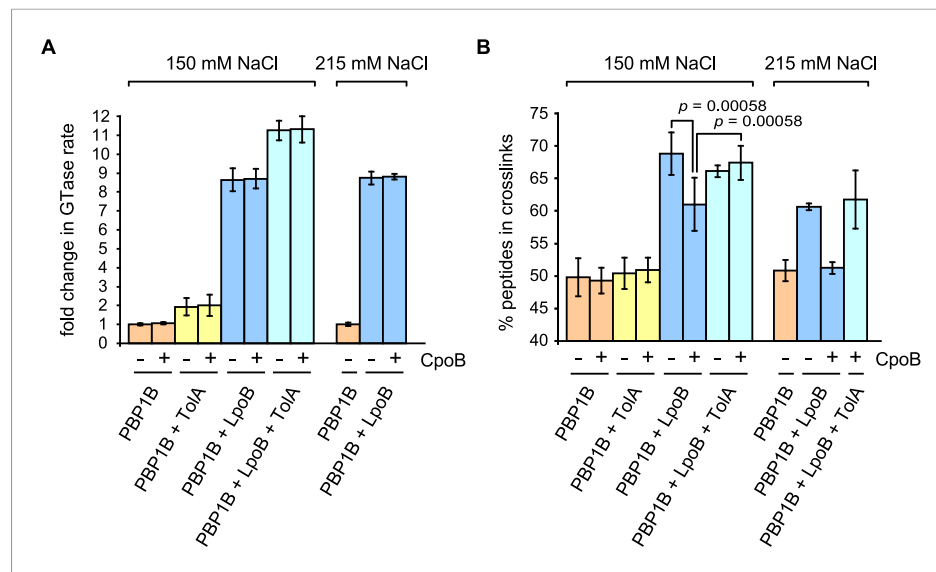 A
150 mM NaCl
215 mM NaCl
fold change in GTase rate
12
11
10
9
8
7
6
5
4
3
2
1
0
- + - + - + - + - - + CpoB
PBP1B
PBP1B + TolA
PBP1B + LpoB
PBP1B + LpoB + TolA
PBP1B
PBP1B + LpoB
B
150 mM NaCl
215 mM NaCl
% peptides in crosslinks
75
70
65
60
55
50
45
40
p = 0.00058
p = 0.00058
- + - + - + - + - - + + CpoB
PBP1B
PBP1B + TolA
PBP1B + LpoB
PBP1B + LpoB + TolA
PBP1B
PBP1B + LpoB
PBP1B + LpoB + TolA